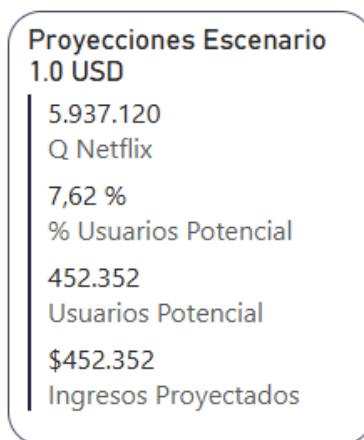 Proyecciones Escenario
1.0 USD
5.937.120
Q Netflix
7,62 %
% Usuarios Potencial
452.352
Usuarios Potencial
$452.352
Ingresos Proyectados